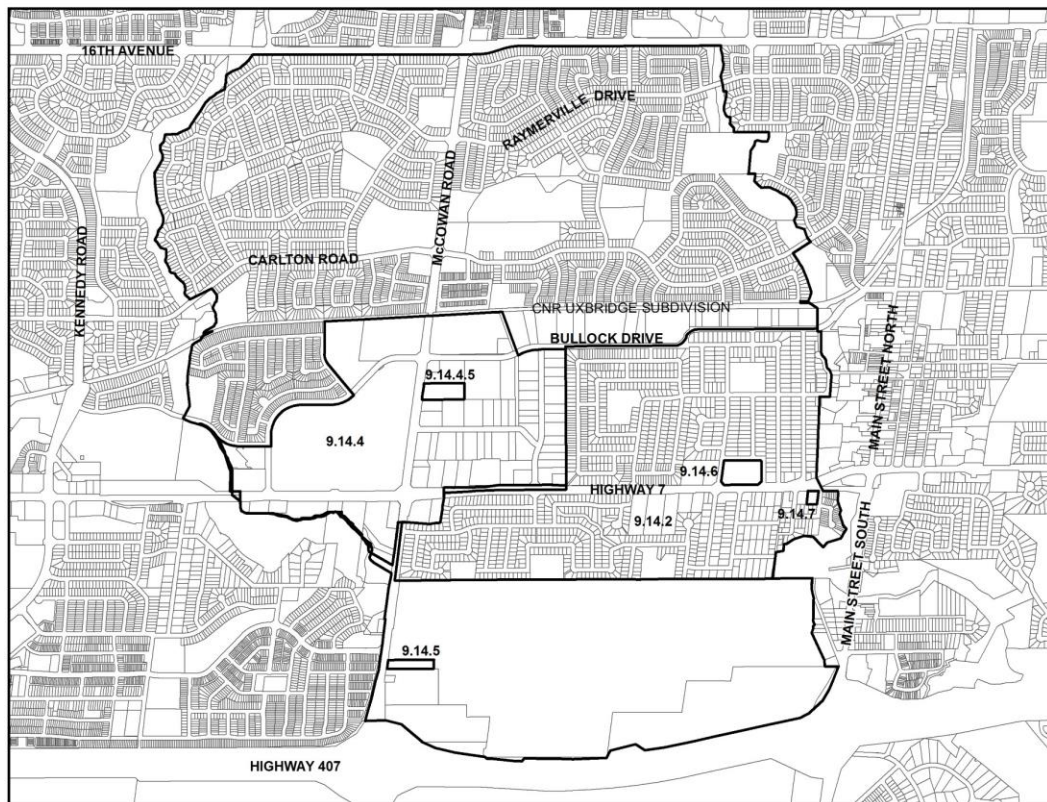 16TH AVENUE
RAYMERVILLE DRIVE
McCOWAN ROAD
KENNEDY ROAD
CARLTON ROAD
CNR UXBRIDGE SUBDIVISION
BULLOCK DRIVE
MAIN STREET NORTH
9.14.4.5
9.14.4
9.14.6
HIGHWAY 7
9.14.2
9.14.7
MAIN STREET SOUTH
9.14.5
HIGHWAY 407